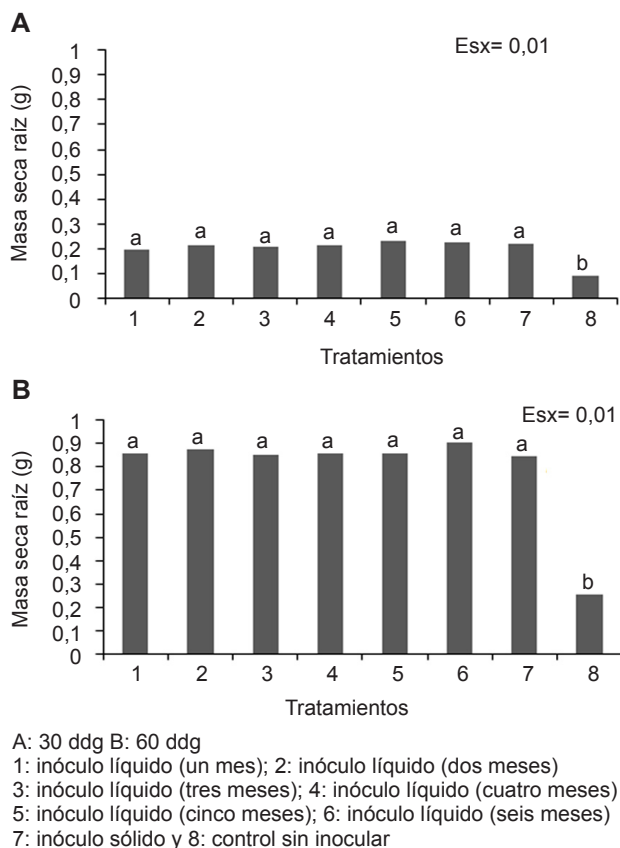 A
Esx= 0,01
Masa seca raíz (g)
1
0,9
0,8
0,7
0,6
0,5
0,4
0,3
0,2
0,1
0
a a a a a a a b
1 2 3 4 5 6 7 8
Tratamientos
B
Esx= 0,01
Masa seca raíz (g)
1
0,9
0,8
0,7
0,6
0,5
0,4
0,3
0,2
0,1
0
a a a a a a a b
1 2 3 4 5 6 7 8
Tratamientos
A: 30 ddg B: 60 ddg
1: inóculo líquido (un mes); 2: inóculo líquido (dos meses)
3: inóculo líquido (tres meses); 4: inóculo líquido (cuatro meses)
5: inóculo líquido (cinco meses); 6: inóculo líquido (seis meses)
7: inóculo sólido y 8: control sin inocular